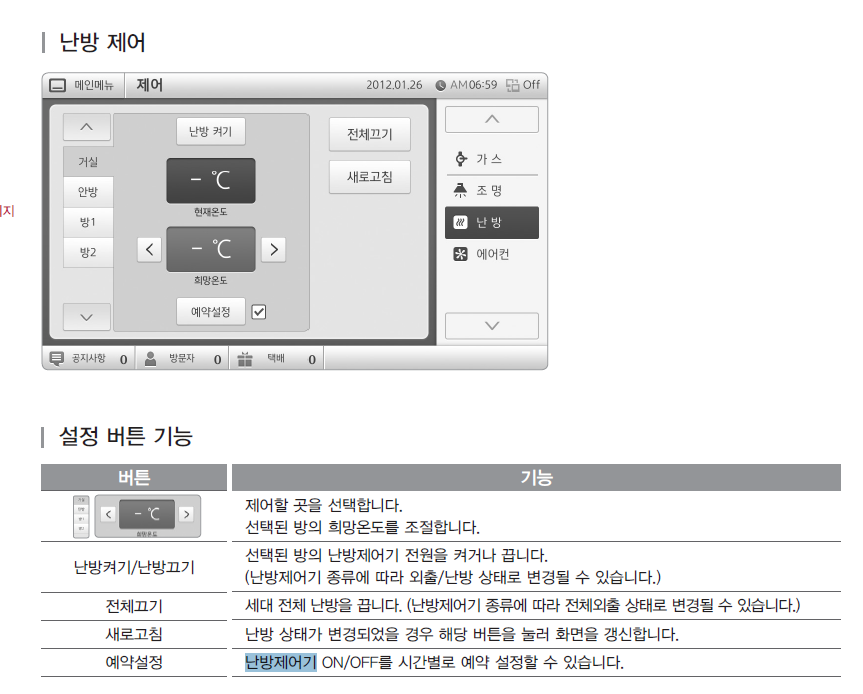 난방 제어
메인메뉴 제어 2012.01.26 AM06:59 Off
난방 켜기
전체끄기
새로고침
거실
안방
방1
방2
- ℃
현재온도
- ℃
희망온도
예약설정
가 스
조 명
난 방
에어컨
공지사항 0 방문자 0 택배 0
설정 버튼 기능
버튼 기능
- ℃
희망온도
제어할 곳을 선택합니다.
선택된 방의 희망온도를 조절합니다.
난방켜기/난방끄기
선택된 방의 난방제어기 전원을 켜거나 끕니다.
(난방제어기 종류에 따라 외출/난방 상태로 변경될 수 있습니다.)
전체끄기 세대 전체 난방을 끕니다. (난방제어기 종류에 따라 전체외출 상태로 변경될 수 있습니다.)
새로고침 난방 상태가 변경되었을 경우 해당 버튼을 눌러 화면을 갱신합니다.
예약설정 난방제어기 ON/OFF를 시간별로 예약 설정할 수 있습니다.